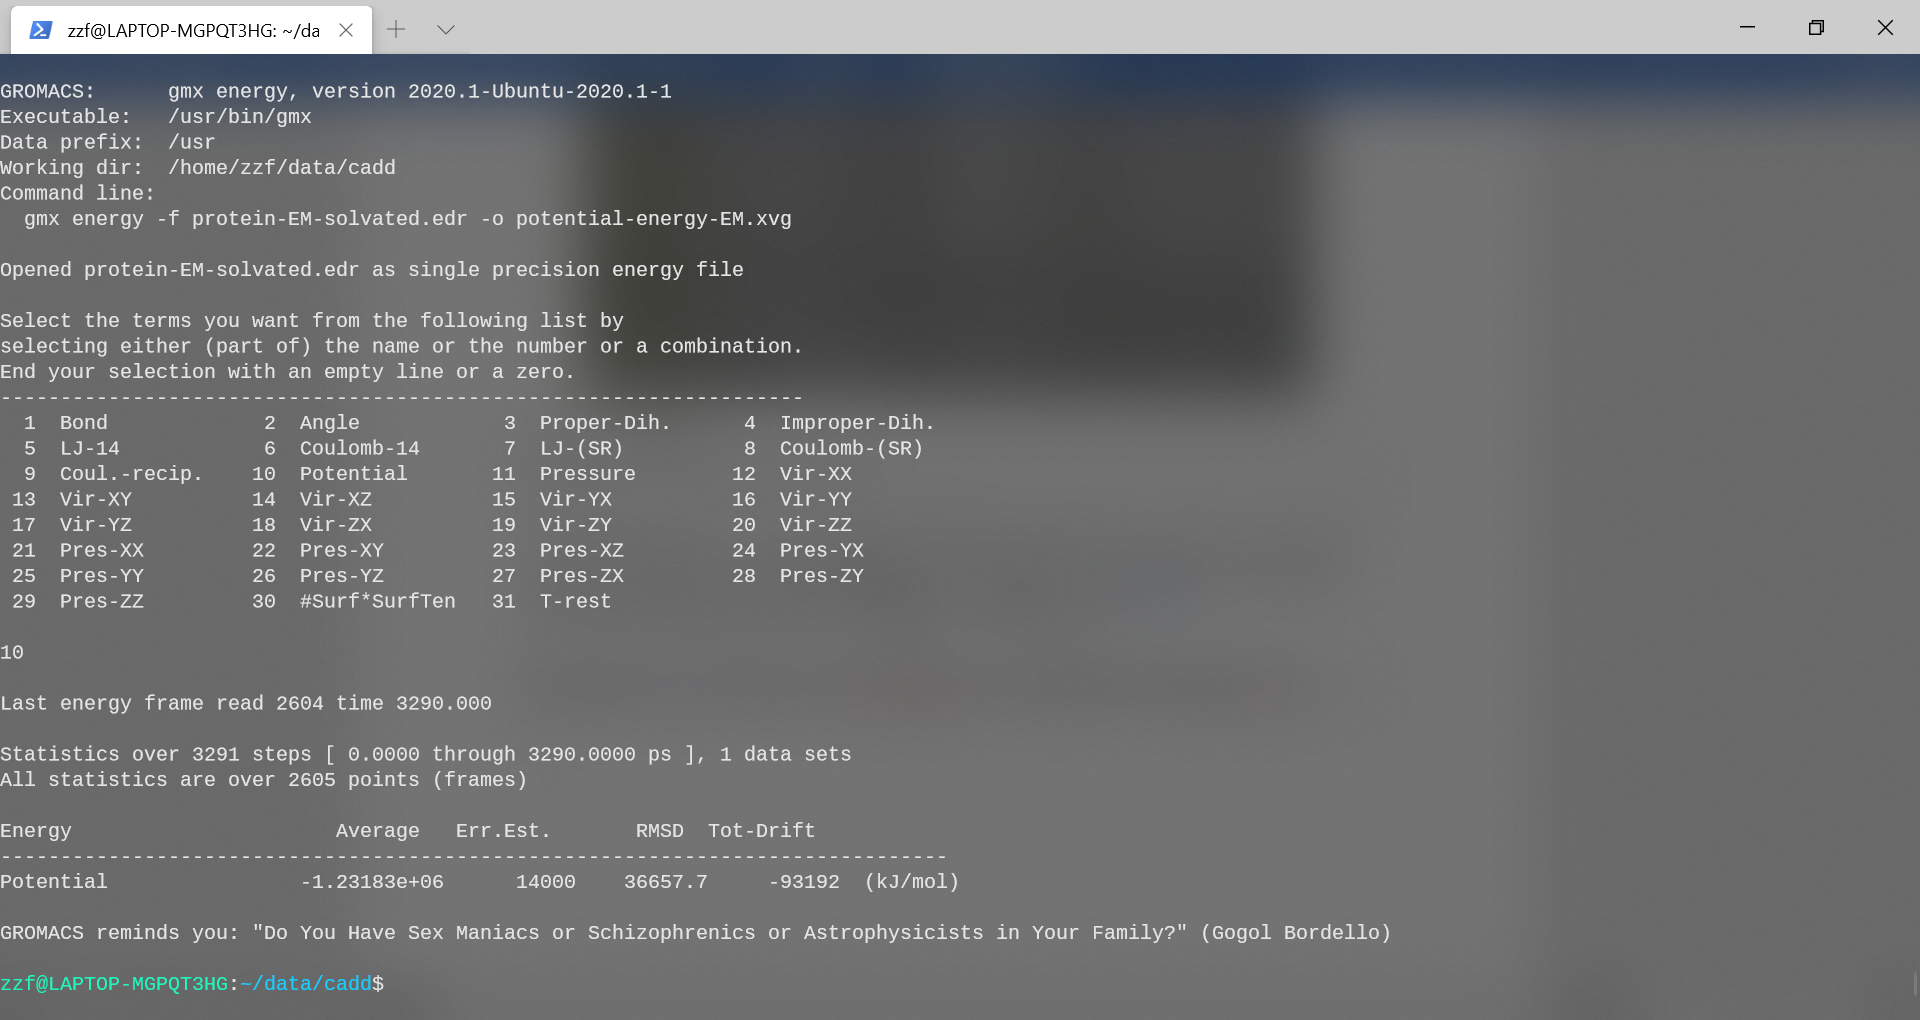 zzf@LAPTOP-MGPQT3HG: ~/da
GROMACS:      gmx energy, version 2020.1-Ubuntu-2020.1-1
Executable:   /usr/bin/gmx
Data prefix:  /usr
Working dir:  /home/zzf/data/cadd
Command line:
  gmx energy -f protein-EM-solvated.edr -o potential-energy-EM.xvg
Opened protein-EM-solvated.edr as single precision energy file
Select the terms you want from the following list by
selecting either (part of) the name or the number or a combination.
End your selection with an empty line or a zero.
-------------------------------------------------------------------
  1  Bond             2  Angle            3  Proper-Dih.      4  Improper-Dih.
  5  LJ-14            6  Coulomb-14       7  LJ-(SR)          8  Coulomb-(SR)
  9  Coul.-recip.    10  Potential       11  Pressure        12  Vir-XX
 13  Vir-XY          14  Vir-XZ          15  Vir-YX          16  Vir-YY
 17  Vir-YZ          18  Vir-ZX          19  Vir-ZY          20  Vir-ZZ
 21  Pres-XX         22  Pres-XY         23  Pres-XZ         24  Pres-YX
 25  Pres-YY         26  Pres-YZ         27  Pres-ZX         28  Pres-ZY
 29  Pres-ZZ         30  #Surf*SurfTen   31  T-rest
10
Last energy frame read 2604 time 3290.000
Statistics over 3291 steps [ 0.0000 through 3290.0000 ps ], 1 data sets
All statistics are over 2605 points (frames)
Energy                      Average   Err.Est.       RMSD  Tot-Drift
-------------------------------------------------------------------------------
Potential                -1.23183e+06      14000    36657.7     -93192  (kJ/mol)
GROMACS reminds you: "Do You Have Sex Maniacs or Schizophrenics or Astrophysicists in Your Family?" (Gogol Bordello)
zzf@LAPTOP-MGPQT3HG:~/data/cadd$